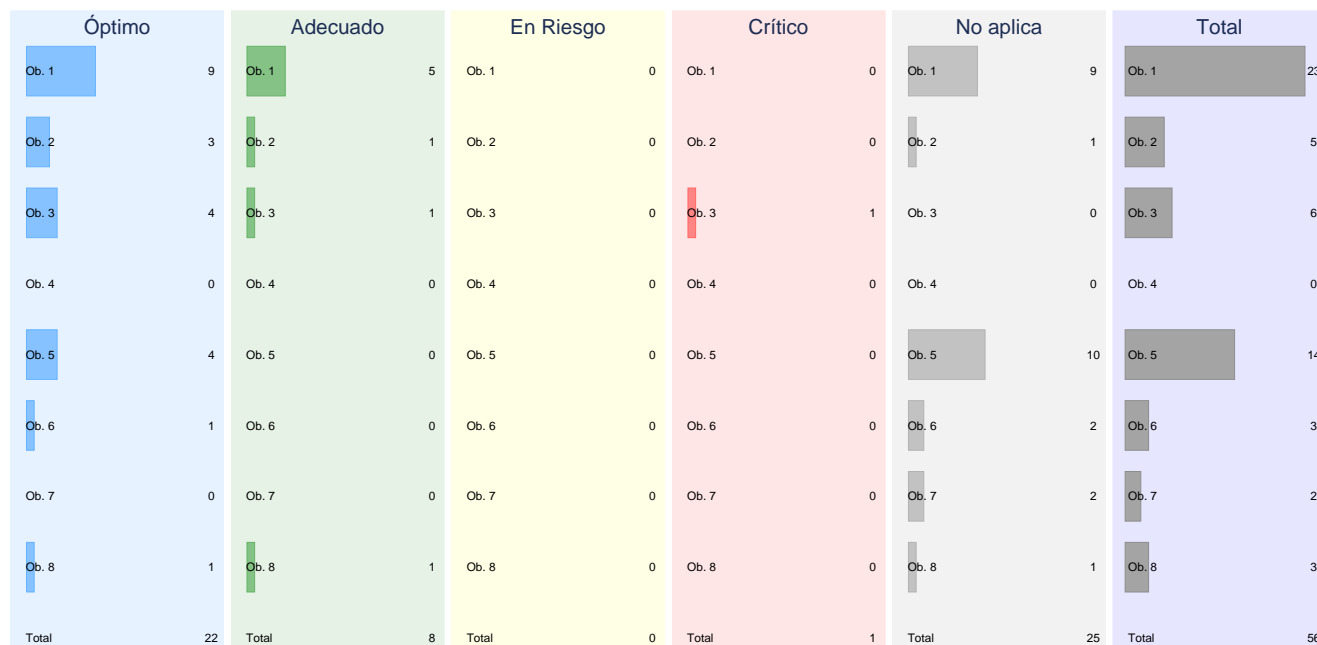 Óptimo Adecuado En Riesgo Crítico No aplica Total
Ob. 1 9 Ob. 1 5 Ob. 1 0 Ob. 1 0 Ob. 1 9 Ob. 1 23
Ob. 2 3 Ob. 2 1 Ob. 2 0 Ob. 2 0 Ob. 2 1 Ob. 2 5
Ob. 3 4 Ob. 3 1 Ob. 3 0 Ob. 3 1 Ob. 3 0 Ob. 3 6
Ob. 4 0 Ob. 4 0 Ob. 4 0 Ob. 4 0 Ob. 4 0 Ob. 4 0
Ob. 5 4 Ob. 5 0 Ob. 5 0 Ob. 5 0 Ob. 5 10 Ob. 5 14
Ob. 6 1 Ob. 6 0 Ob. 6 0 Ob. 6 0 Ob. 6 2 Ob. 6 3
Ob. 7 0 Ob. 7 0 Ob. 7 0 Ob. 7 0 Ob. 7 2 Ob. 7 2
Ob. 8 1 Ob. 8 1 Ob. 8 0 Ob. 8 0 Ob. 8 1 Ob. 8 3
Total 22 Total 8 Total 0 Total 1 Total 25 Total 56